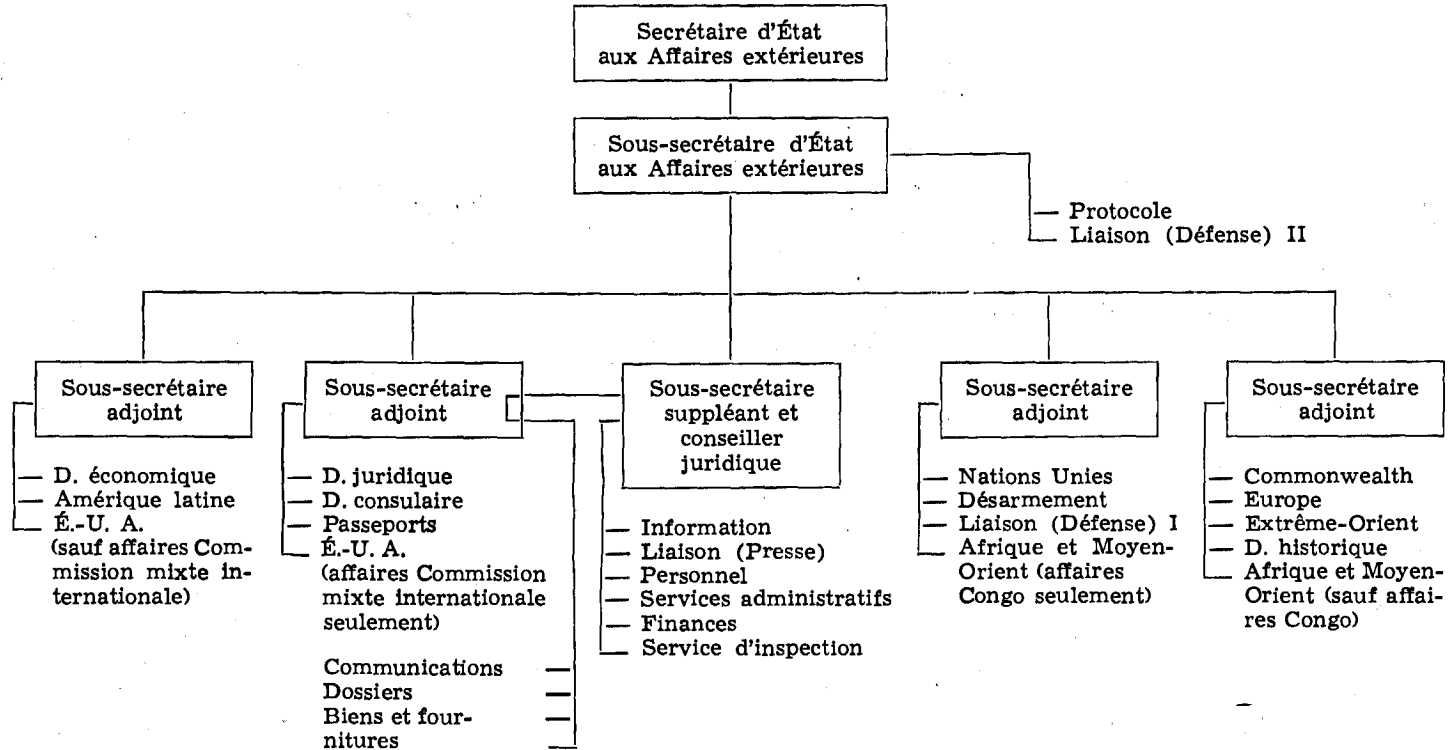 Secrétaire d'État
aux Affaires extérieures
Sous-secrétaire d'État
aux Affaires extérieures
— Protocole
— Liaison (Défense) II
Sous-secrétaire
adjoint
— D. économique
— Amérique latine
— É.-U. A.
(sauf affaires Com-
mission mixte in-
ternationale)
Sous-secrétaire
adjoint
— D. juridique
— D. consulaire
— Passeports
— É.-U. A.
(affaires Commission
mixte internationale
seulement)
Communications —
Dossiers —
Biens et four- —
nitures —
Sous-secrétaire
suppléant et
conseiller
juridique
— Information
— Liaison (Presse)
— Personnel
— Services administratifs
— Finances
— Service d'inspection
Sous-secrétaire
adjoint
— Nations Unies
— Désarmement
— Liaison (Défense) I
— Afrique et Moyen-
Orient (affaires
Congo seulement)
Sous-secrétaire
adjoint
— Commonwealth
— Europe
— Extrême-Orient
— D. historique
— Afrique et Moyen-
Orient (sauf affai-
res Congo)